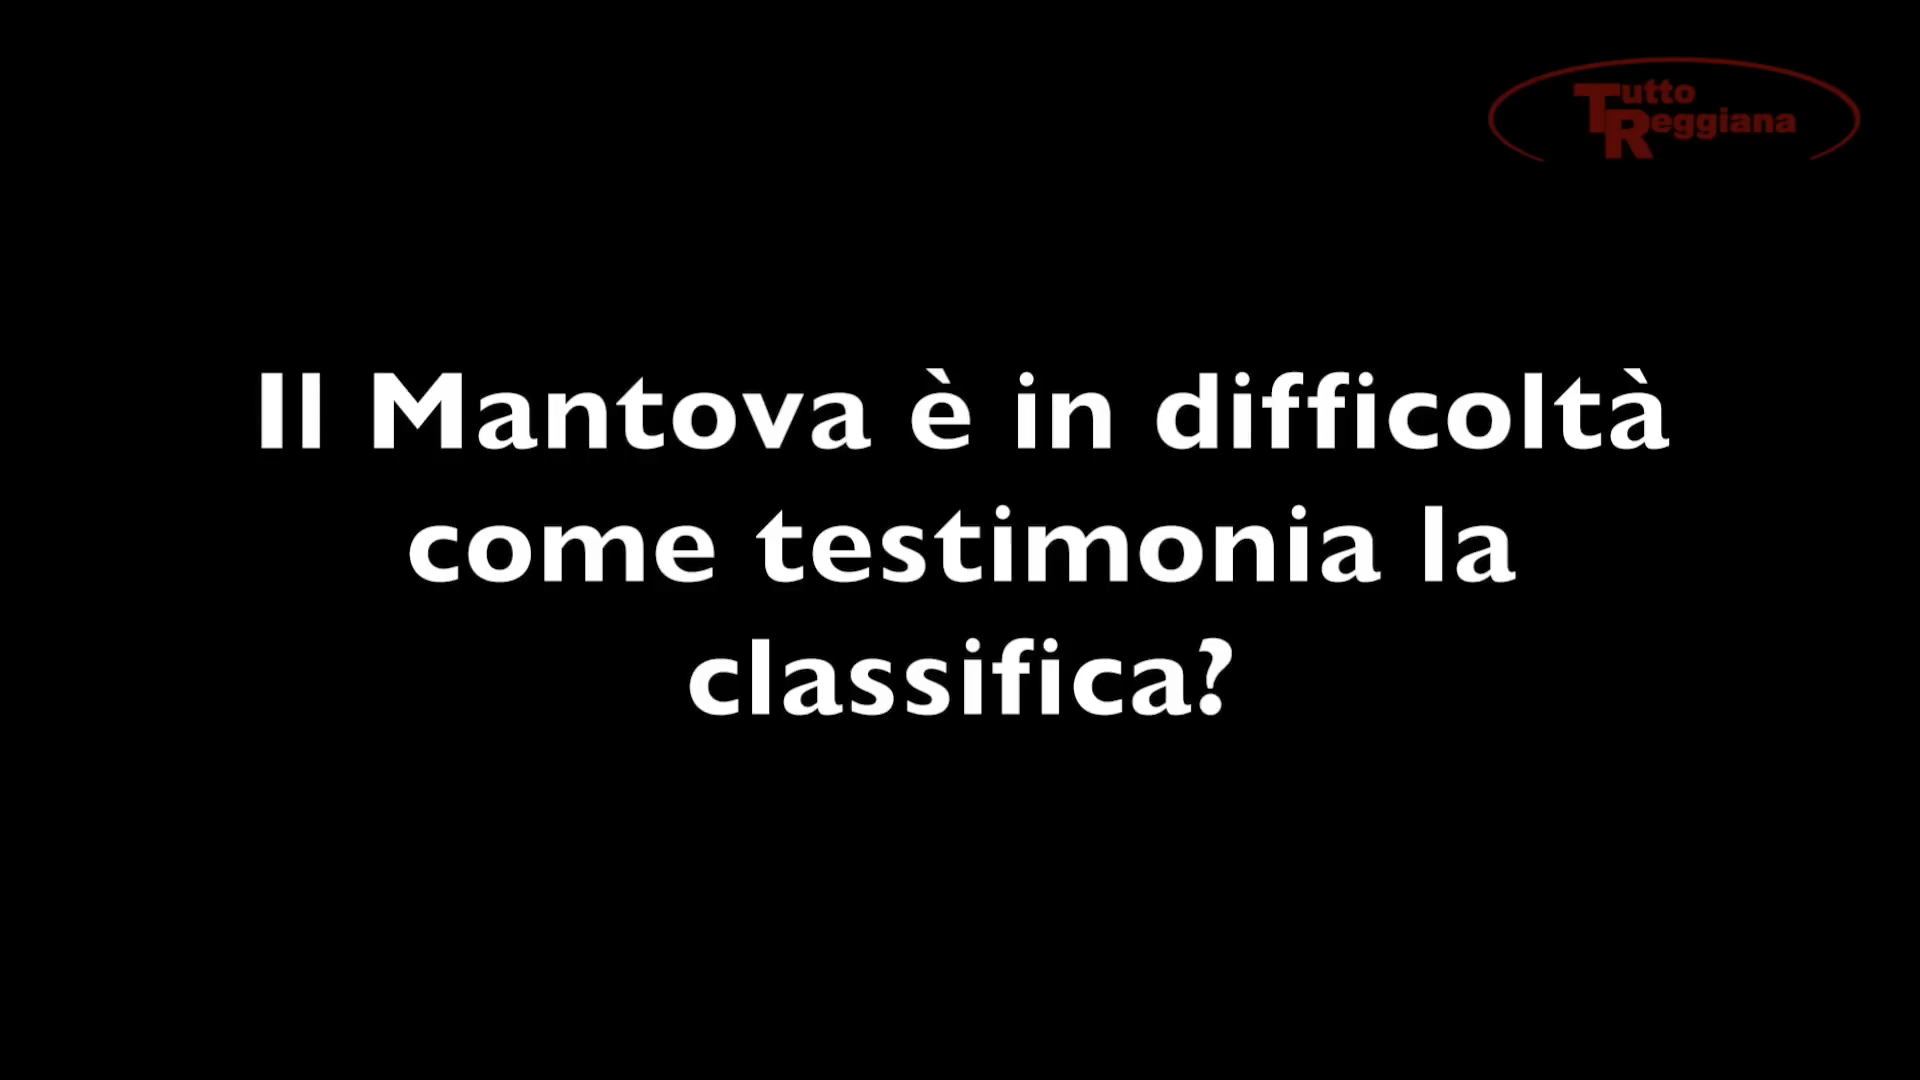 Tutto
Reggiana
Il Mantova è in difficoltà
come testimonia la
classifica?